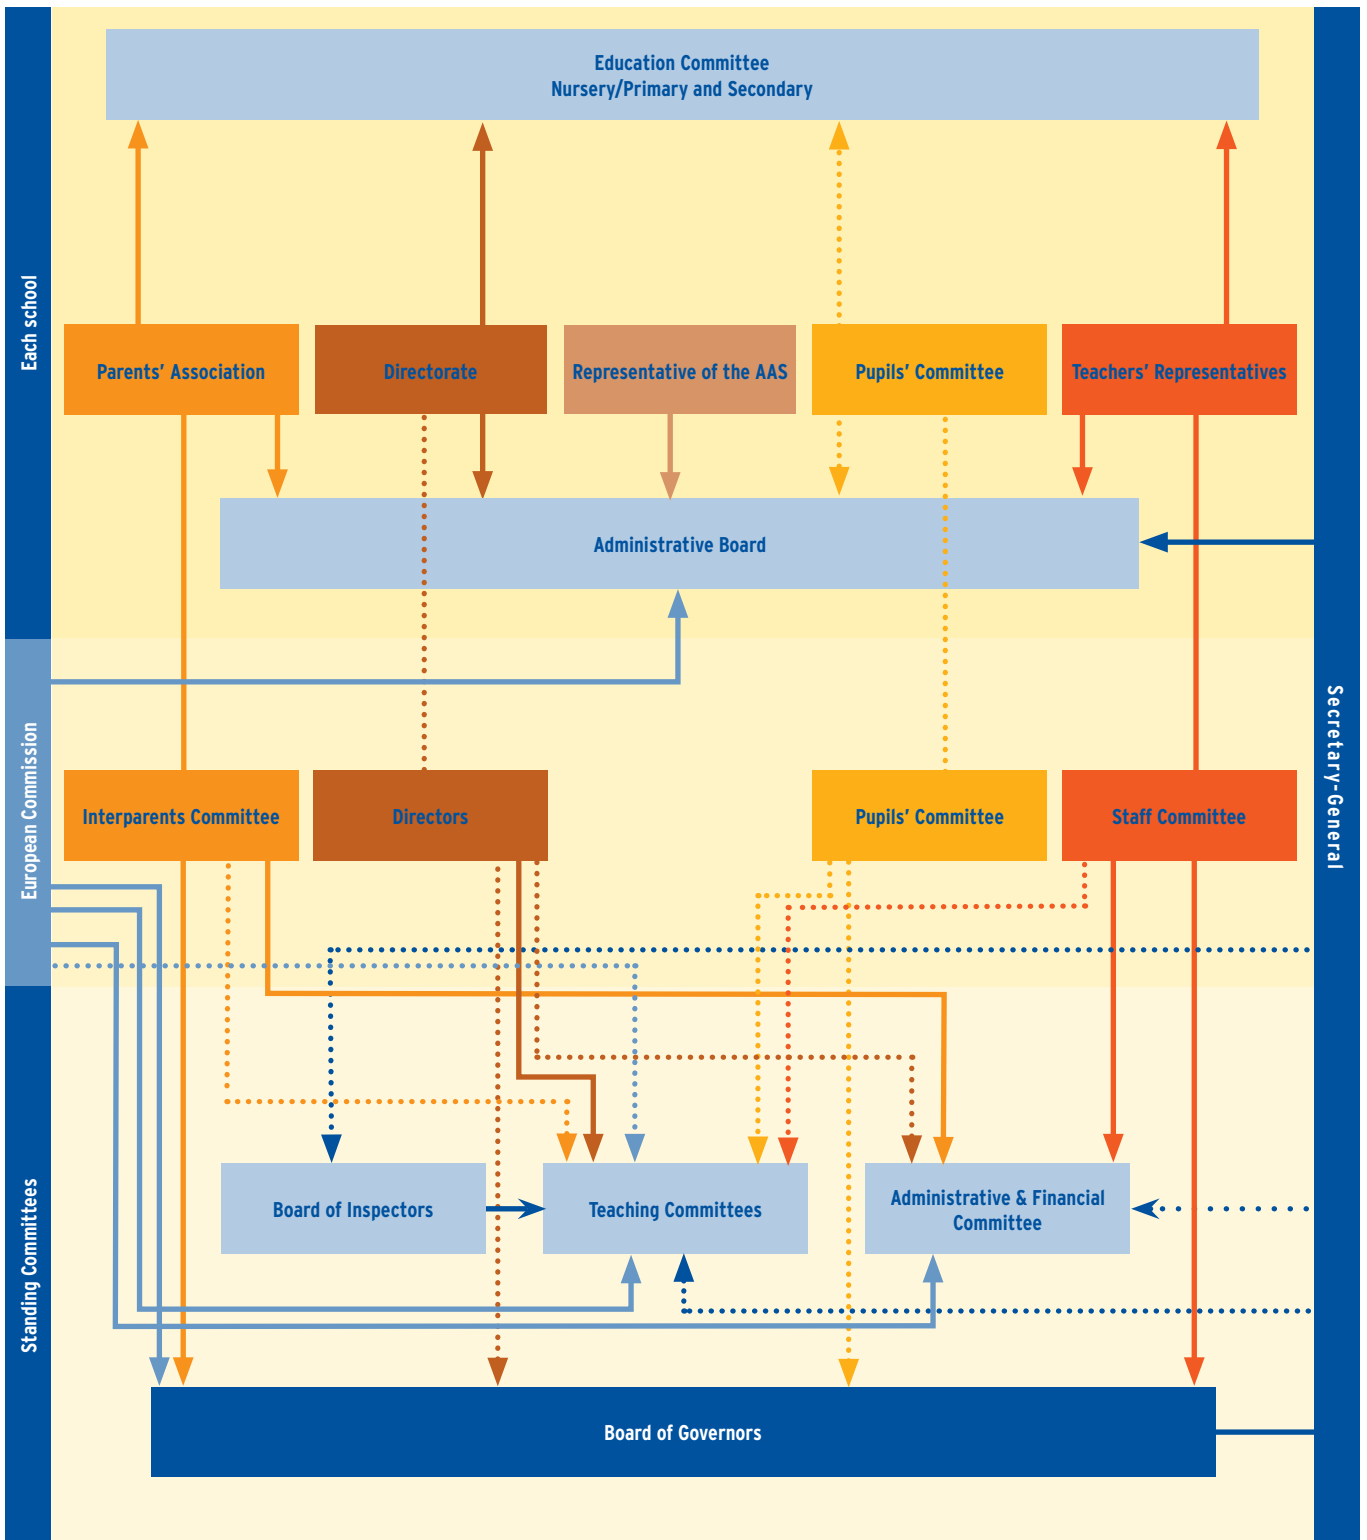 Education Committee
Nursery/Primary and Secondary
Each school
Parents’ Association
Directorate
Representative of the AAS
Pupils’ Committee
Teachers’ Representatives
Administrative Board
European Commission
Secretary-General
Interparents Committee
Directors
Pupils’ Committee
Staff Committee
Standing Committees
Board of Inspectors
Teaching Committees
Administrative & Financial
Committee
Board of Governors